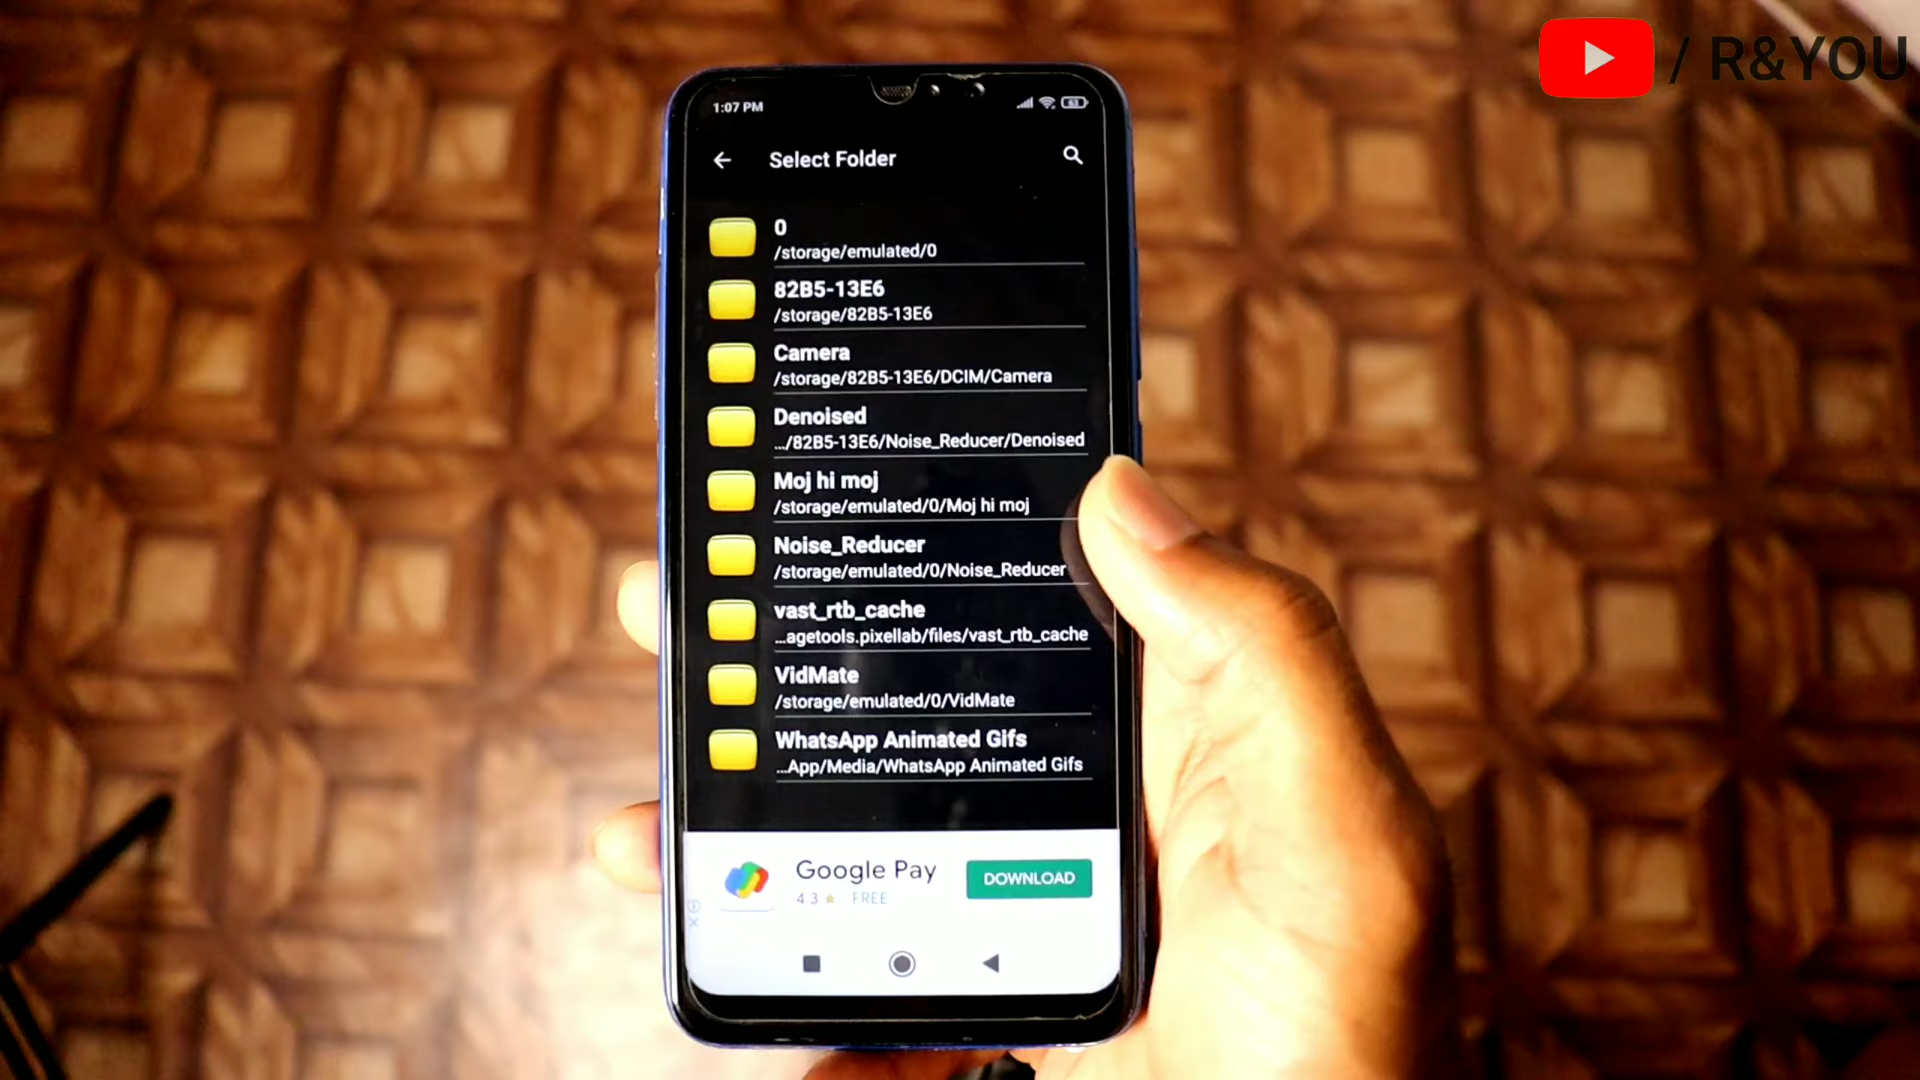 / R&YOU
1:07 PM
63
Select Folder
0
/storage/emulated/0
82B5-13E6
/storage/82B5-13E6
Camera
/storage/82B5-13E6/DCIM/Camera
Denoised
.../82B5-13E6/Noise_Reducer/Denoised
Moj hi moj
/storage/emulated/0/Moj hi moj
Noise_Reducer
/storage/emulated/0/Noise_Reducer
vast_rtb_cache
...agetools.pixellab/files/vast_rtb_cache
VidMate
/storage/emulated/0/VidMate
WhatsApp Animated Gifs
...App/Media/WhatsApp Animated Gifs
Google Pay
4.3 ★ FREE
DOWNLOAD